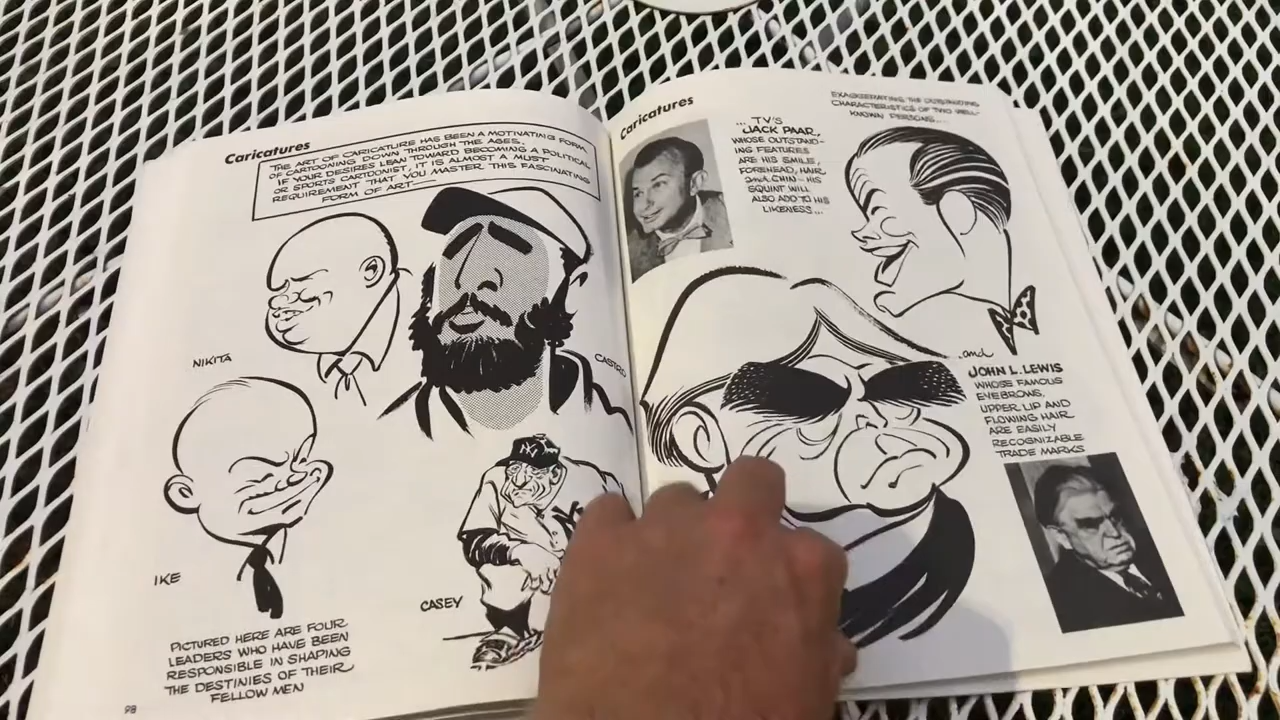 Caricatures
THE ART OF CARICATURE HAS BEEN A MOTIVATING FORM
OF CARTOONING DOWN THROUGH THE AGES.
IF YOUR DESIRES LEAN TOWARD BECOMING A POLITICAL
OR SPORTS CARTOONIST, IT IS ALMOST A MUST
REQUIREMENT THAT YOU MASTER THIS FASCINATING
FORM OF ART
NIKITA
CASTRO
IKE
CASEY
NY
PICTURED HERE ARE FOUR
LEADERS WHO HAVE BEEN
RESPONSIBLE IN SHAPING
THE DESTINIES OF THEIR
FELLOW MEN
98
Caricatures
EXAGGERATING THE OUTSTANDING
CHARACTERISTICS OF TWO WELL-
KNOWN PERSONS...
... TV'S
JACK PAAR,
WHOSE OUTSTAND-
ING FEATURES
ARE HIS SMILE,
FOREHEAD, HAIR
and CHIN - HIS
SQUINT WILL
ALSO ADD TO HIS
LIKENESS...
...and
JOHN L. LEWIS
WHOSE FAMOUS
EYEBROWS,
UPPER LIP AND
FLOWING HAIR
ARE EASILY
RECOGNIZABLE
TRADE MARKS